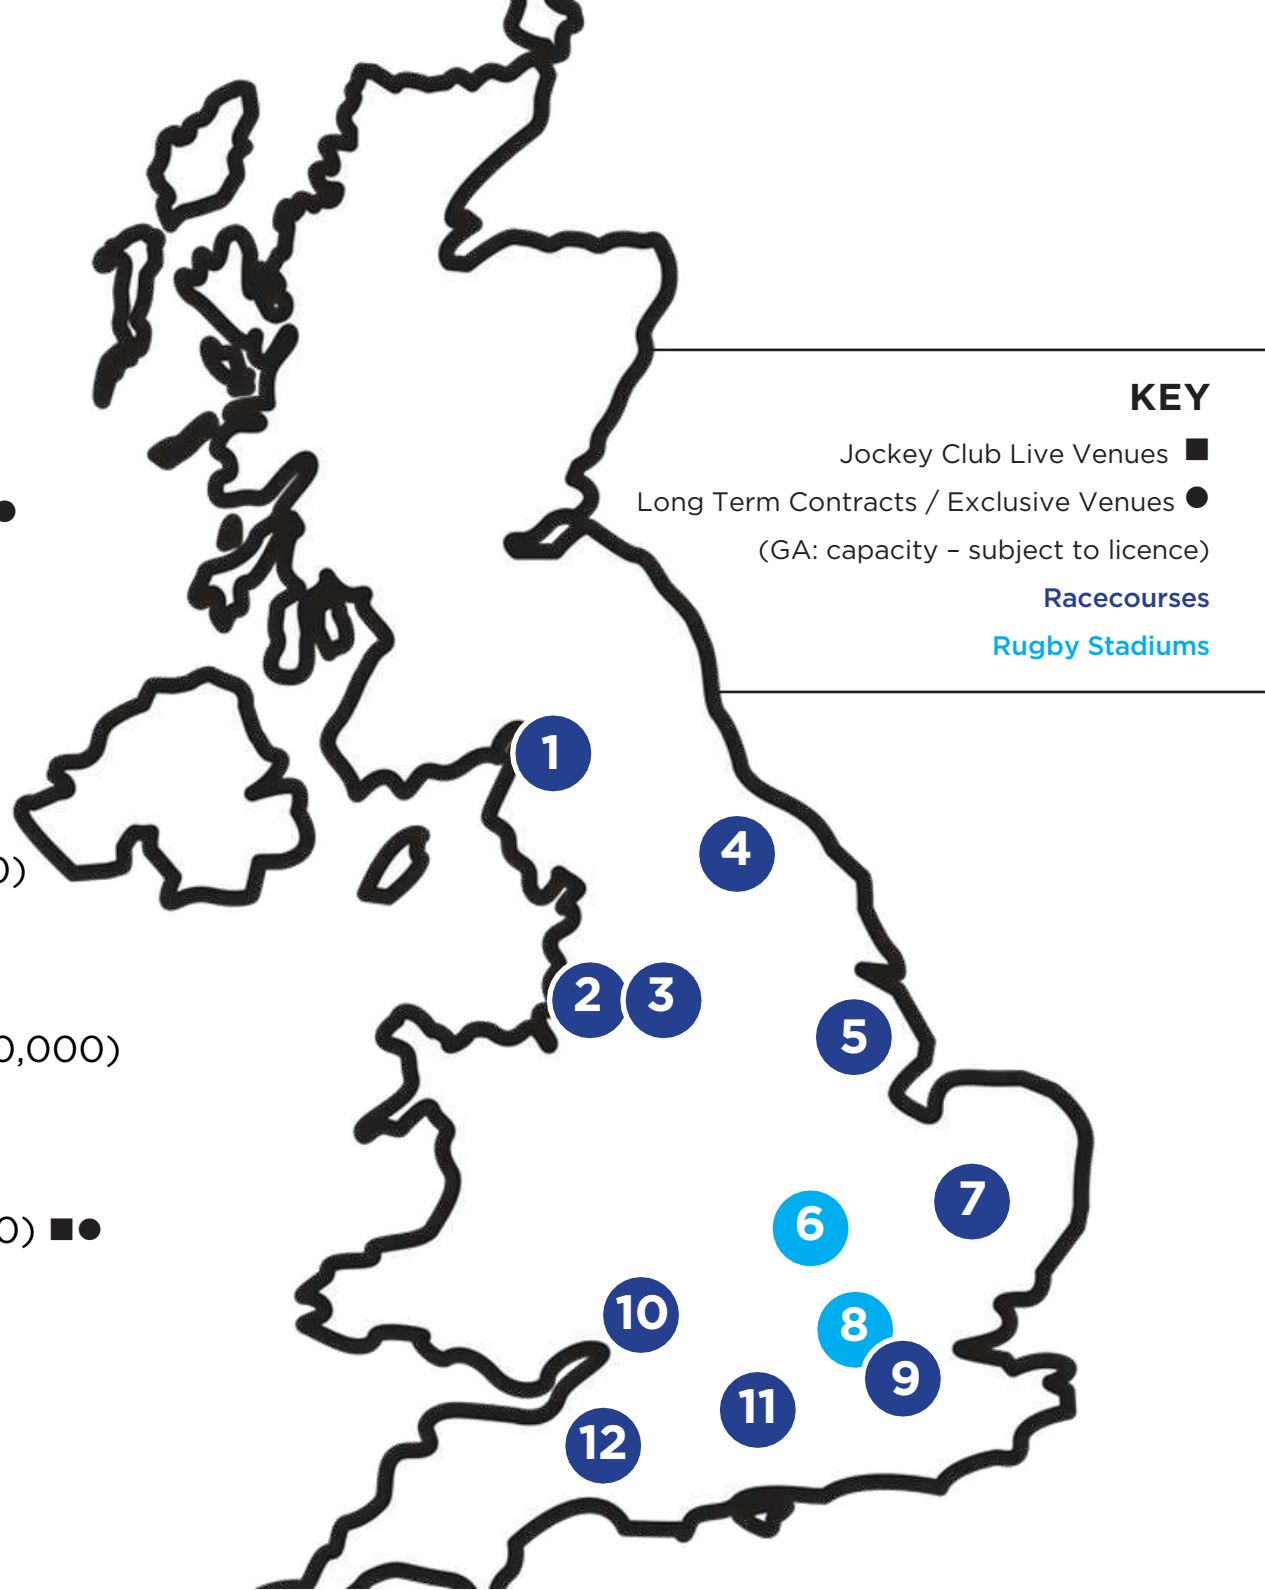 KEY
Jockey Club Live Venues ■
Long Term Contracts / Exclusive Venues ●
(GA: capacity – subject to licence)
Racecourses
Rugby Stadiums
1
4
0)
2
3
5
0,000)
7
6
0) ■●
10
8
9
11
12